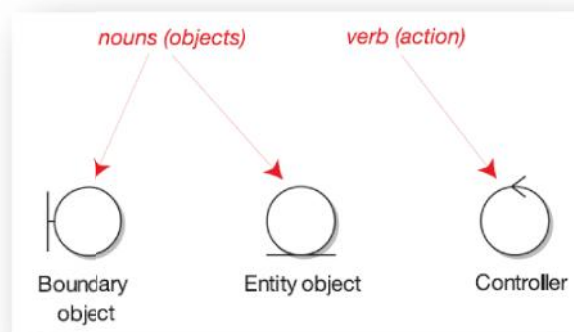 nouns (objects)
verb (action)
Boundary
object
Entity object
Controller